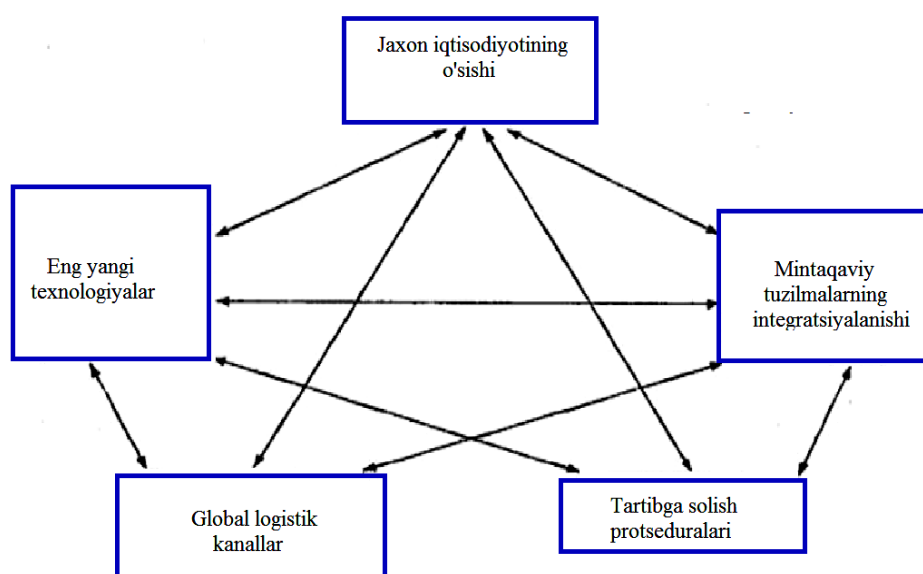 Jaxon iqtisodiyotining
o'sishi
Eng yangi
texnologiyalar
Mintaqaviy
tuzilmalarning
integratsiyalanishi
Global logistik
kanallar
Tartibga solish
protseduralari